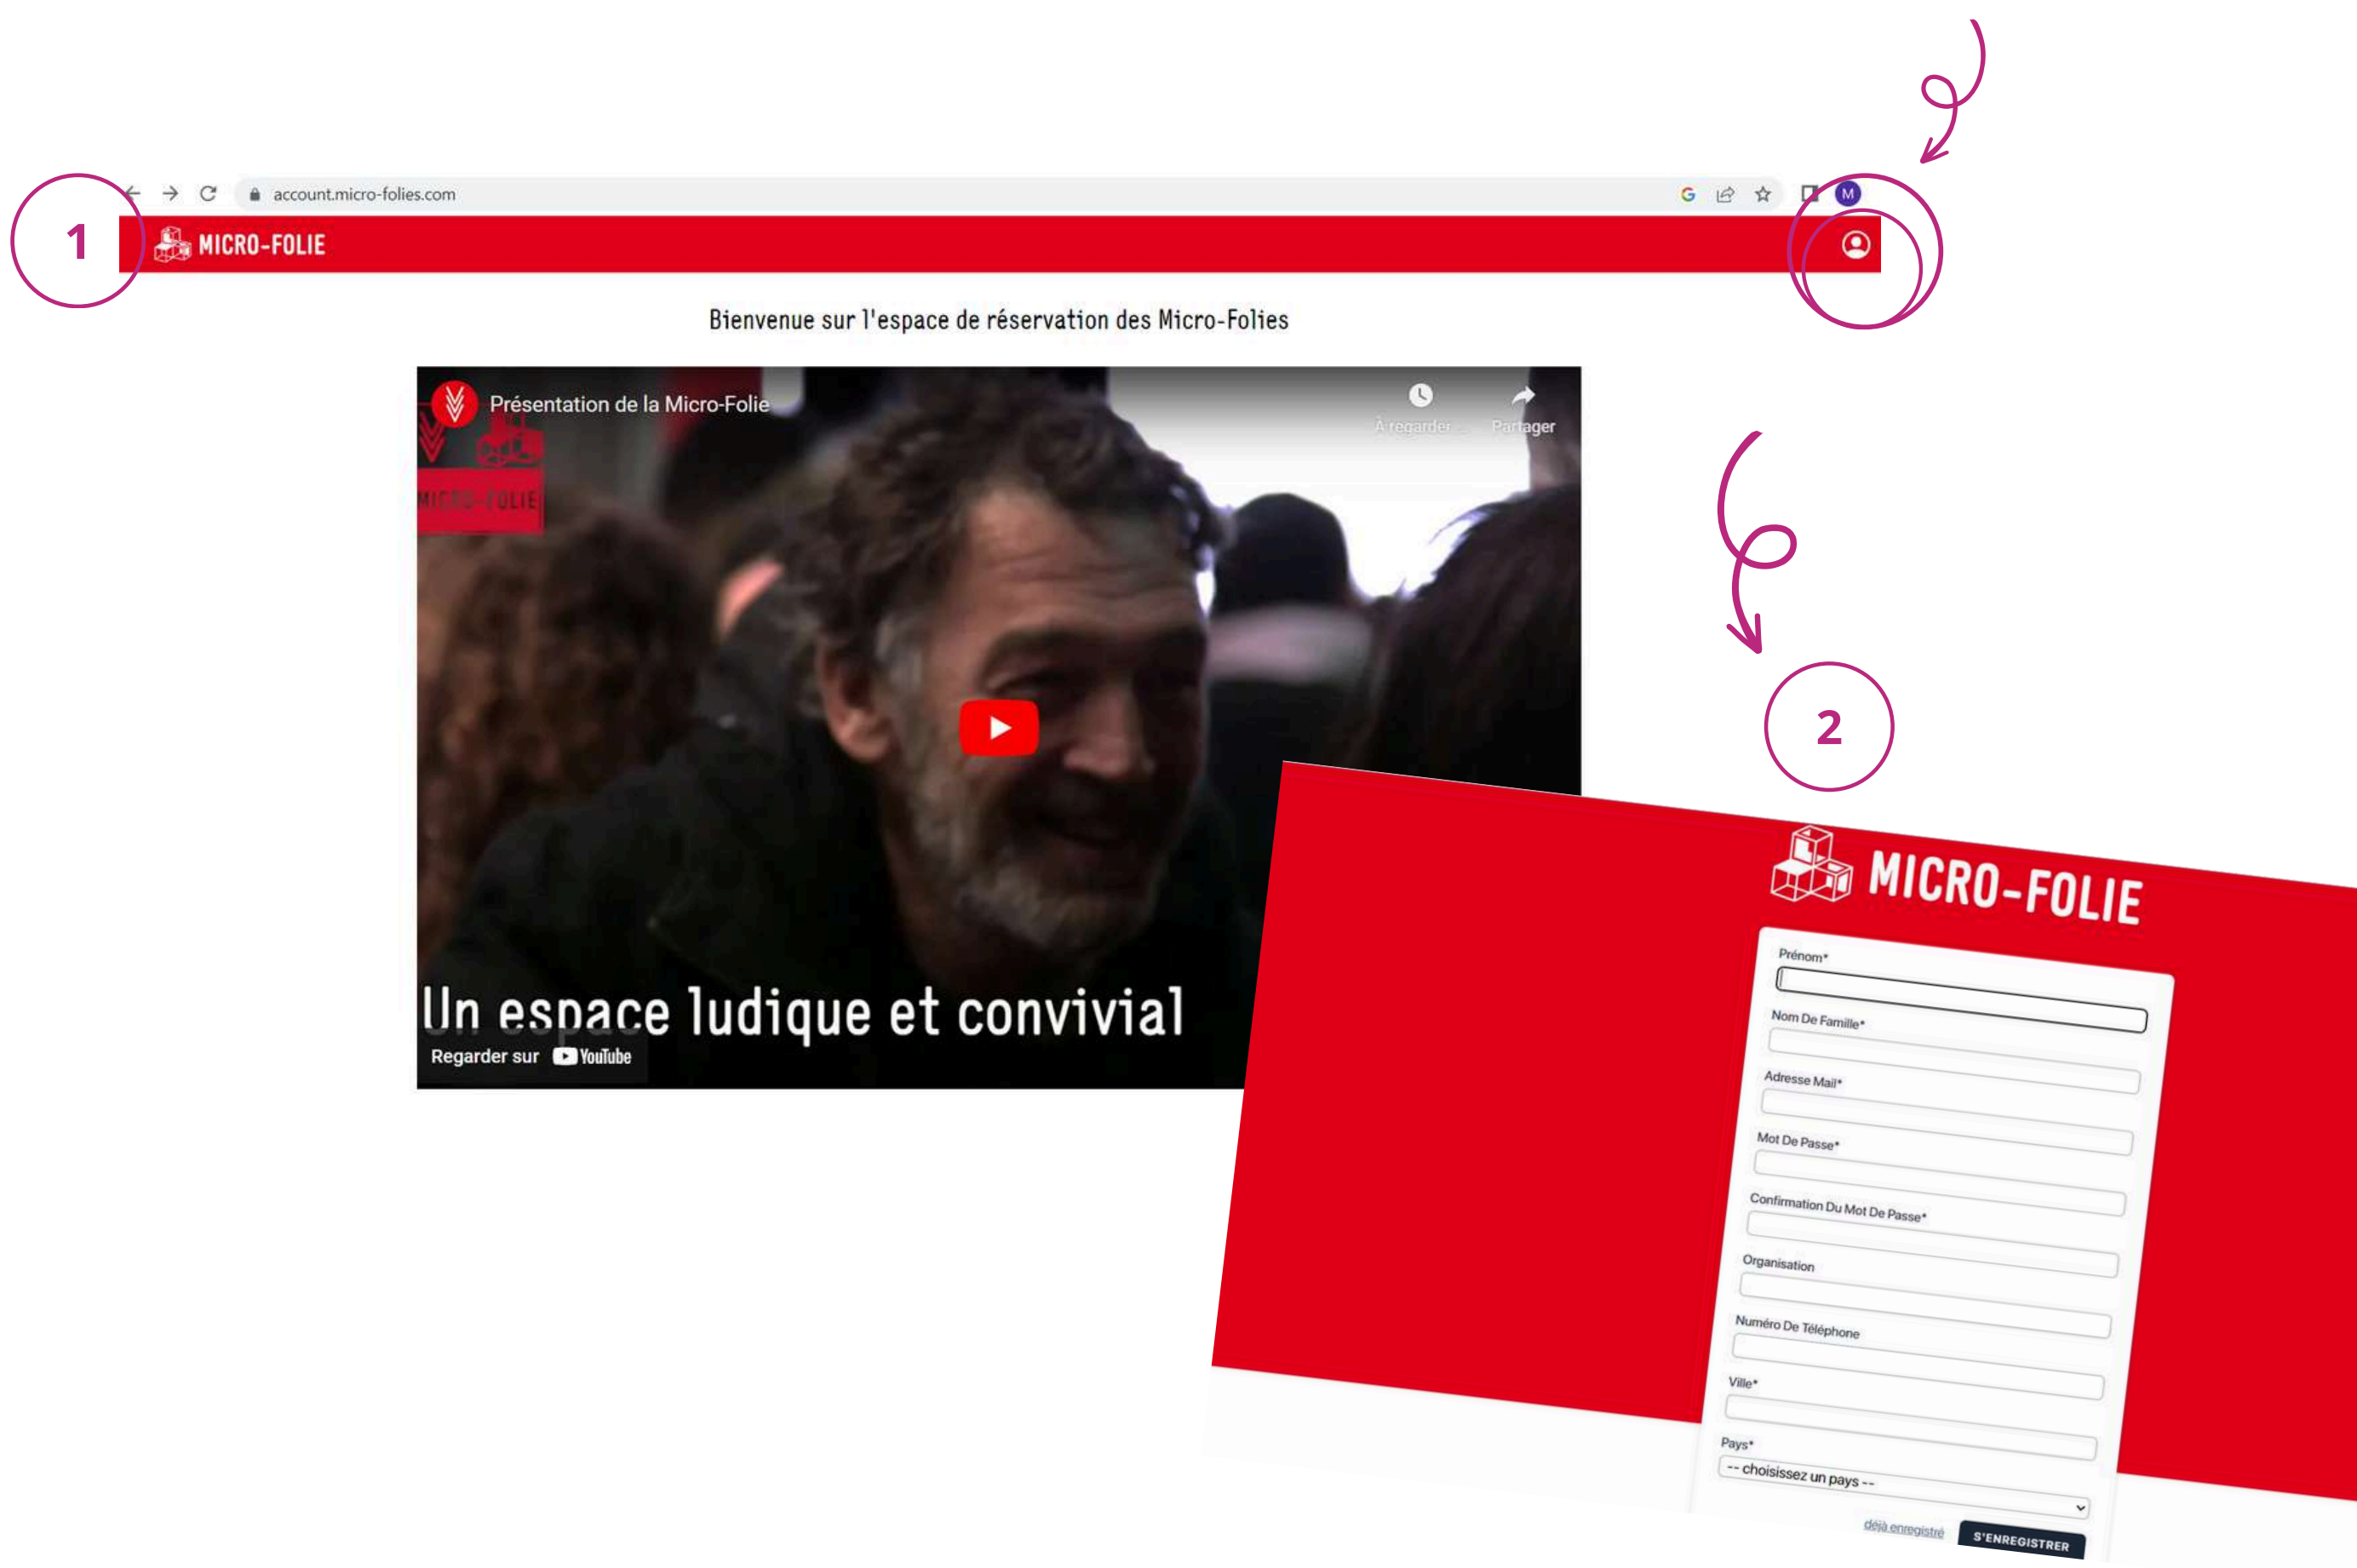 1
account.micro-folies.com
G
M
MICRO-FOLIE
Bienvenue sur l'espace de réservation des Micro-Folies
Présentation de la Micro-Folie
À regarder ...
Partager
MICRO-FOLIE
Un espace ludique et convivial
Regarder sur YouTube
2
MICRO-FOLIE
Prénom*
Nom De Famille*
Adresse Mail*
Mot De Passe*
Confirmation Du Mot De Passe*
Organisation
Numéro De Téléphone
Ville*
Pays*
-- choisissez un pays --
déjà enregistré
S'ENREGISTRER